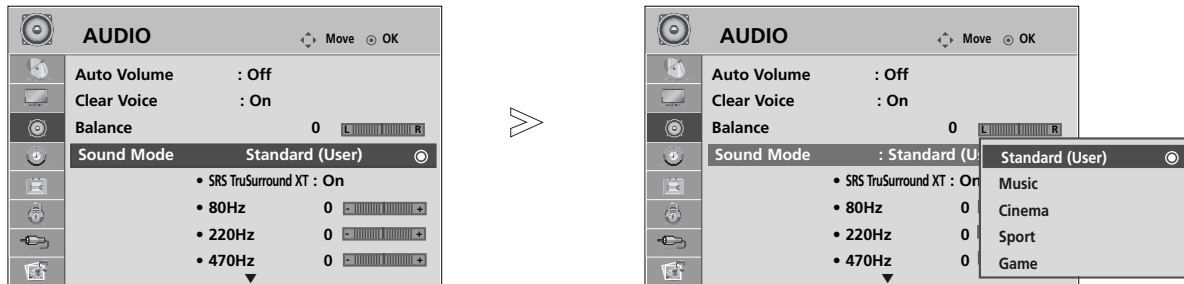 AUDIO Move OK
Auto Volume : Off
Clear Voice : On
Balance 0 L R
Sound Mode Standard (User)
• SRS TruSurround XT : On
• 80Hz 0 - +
• 220Hz 0 - +
• 470Hz 0 - +
▼
>
AUDIO Move OK
Auto Volume : Off
Clear Voice : On
Balance 0 L R
Sound Mode : Standard (U
• SRS TruSurround XT : On
• 80Hz 0
• 220Hz 0
• 470Hz 0
▼
Standard (User)
Music
Cinema
Sport
Game